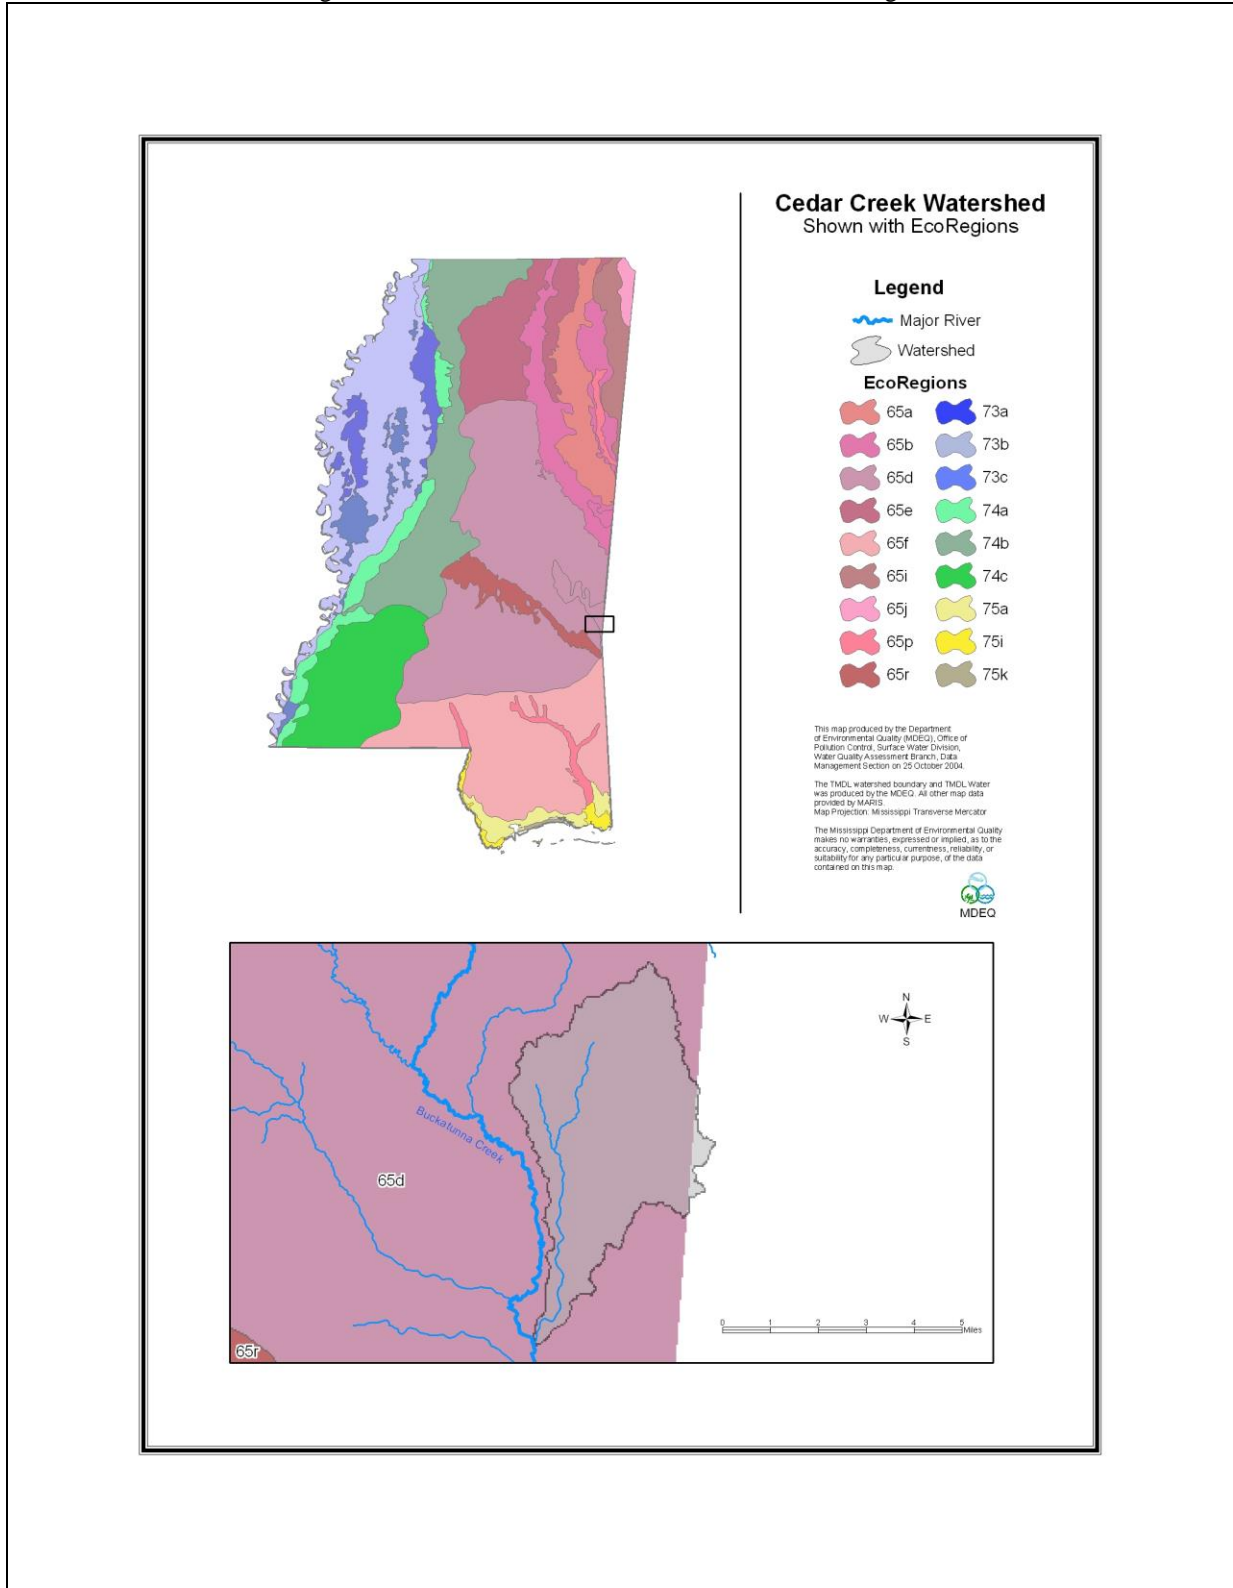 Cedar Creek Watershed
Shown with EcoRegions
Legend
Major River
Watershed
EcoRegions
65a 73a
65b 73b
65d 73c
65e 74a
65f 74b
65i 74c
65j 75a
65p 75i
65r 75k
This map produced by the Department
of Environmental Quality (MDEQ), Office of
Pollution Control, Surface Water Division,
Water Quality Assessment Branch, Data
Management Section on 25 October 2004.
The TMDL watershed boundary and TMDL Water
was produced by the MDEQ. All other map data
provided by MARIS.
Map Projection: Mississippi Transverse Mercator
The Mississippi Department of Environmental Quality
makes no warranties, expressed or implied, as to the
accuracy, completeness, currentness, reliability, or
suitability for any particular purpose, of the data
contained on this map.
MDEQ
N
W E
S
Buckatunna Creek
65d
0 1 2 3 4 5
Miles
65r